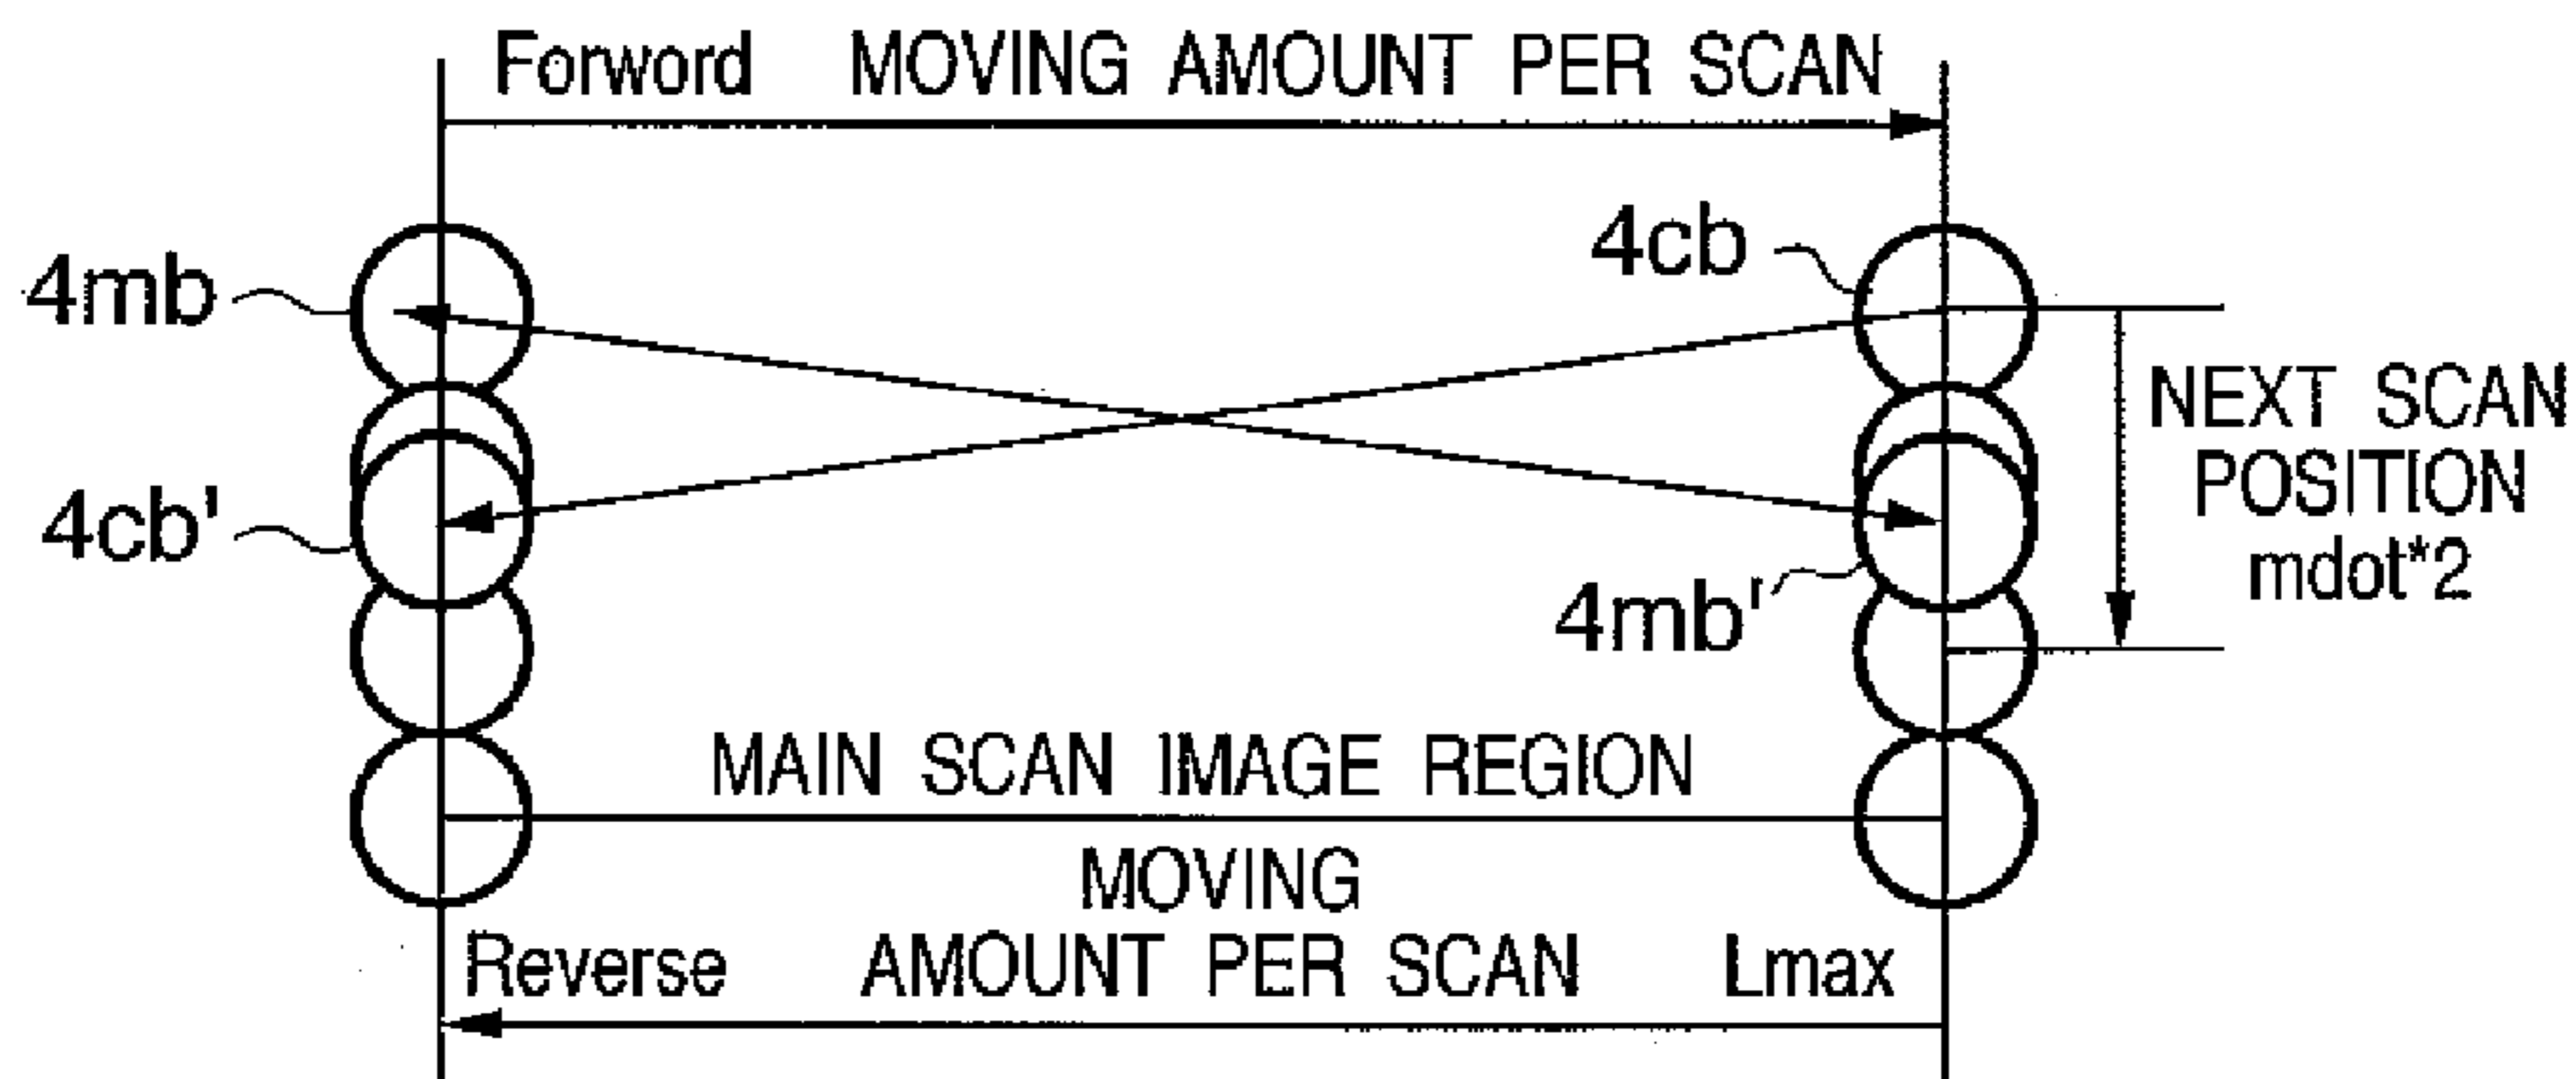 Forword MOVING AMOUNT PER SCAN
4mb
4cb
NEXT SCAN
POSITION
mdot*2
4cb'
4mb'
MAIN SCAN IMAGE REGION
MOVING
Reverse AMOUNT PER SCAN Lmax